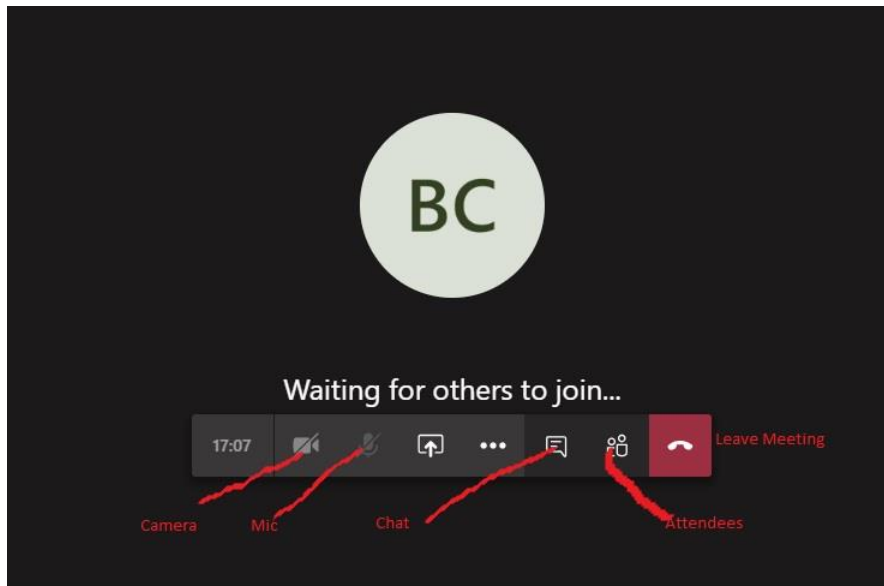 BC
Waiting for others to join...
17:07
Leave Meeting
Camera
Mic
Chat
Attendees